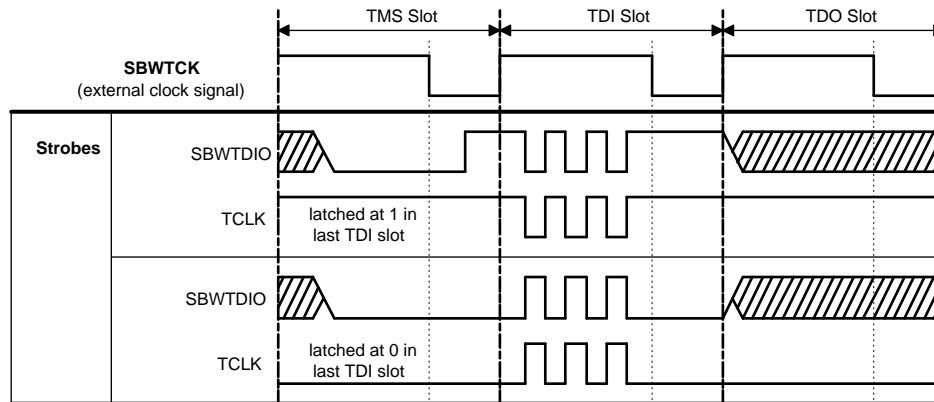 TMS Slot
TDI Slot
TDO Slot
SBWTCK
(external clock signal)
Strobes
SBWTDIO
TCLK
latched at 1 in
last TDI slot
SBWTDIO
TCLK
latched at 0 in
last TDI slot